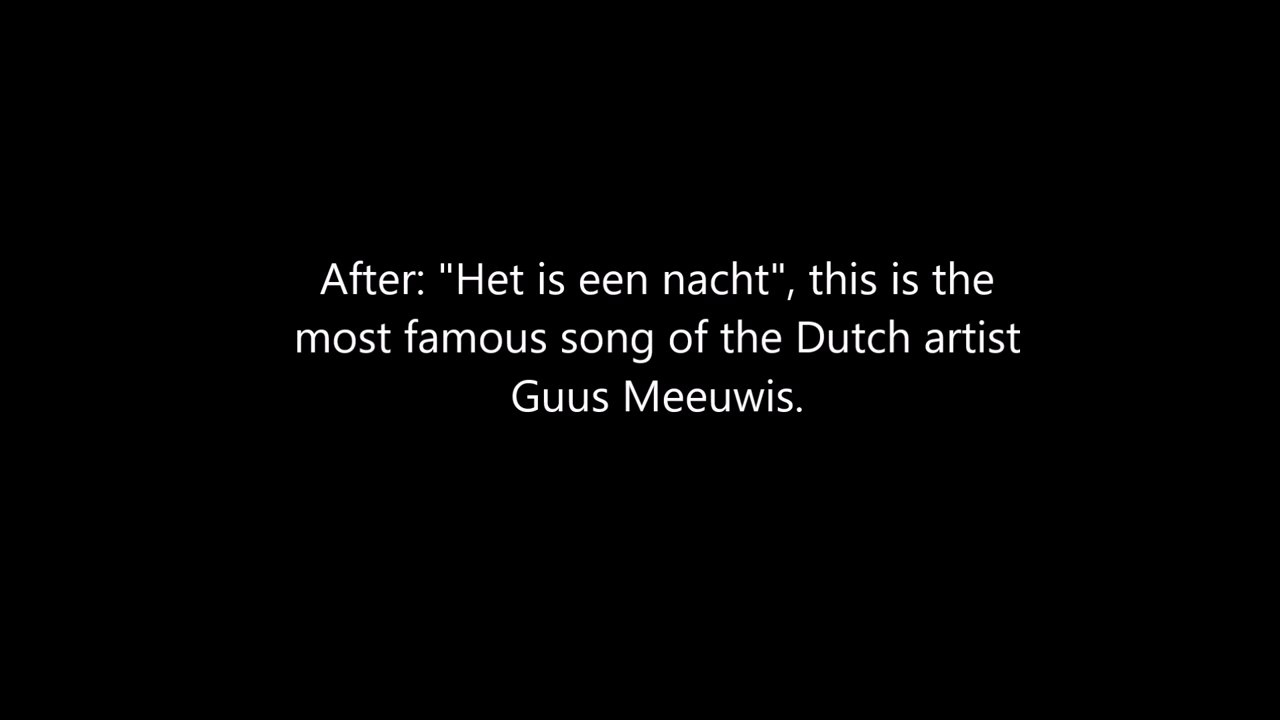 After: "Het is een nacht", this is the
most famous song of the Dutch artist
Guus Meeuwis.